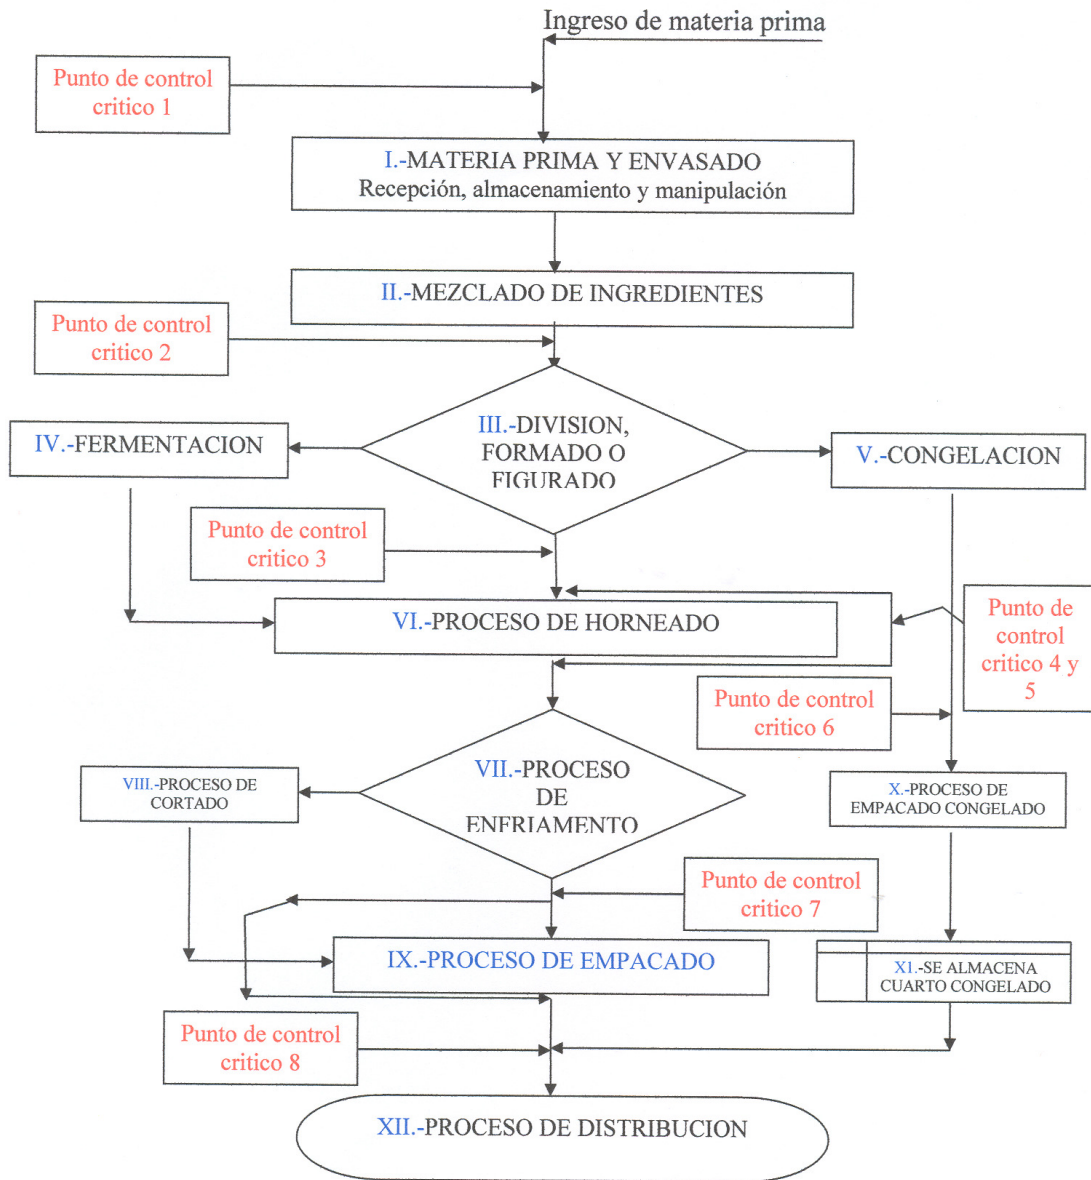 Ingreso de materia prima
Punto de control
critico 1
I.-MATERIA PRIMA Y ENVASADO
Recepción, almacenamiento y manipulación
II.-MEZCLADO DE INGREDIENTES
Punto de control
critico 2
III.-DIVISION,
FORMADO O
FIGURADO
IV.-FERMENTACION
V.-CONGELACION
Punto de control
critico 3
VI.-PROCESO DE HORNEADO
Punto de
control
critico 4 y
5
Punto de control
critico 6
VII.-PROCESO
DE
ENFRIAMENTO
VIII.-PROCESO DE
CORTADO
X.-PROCESO DE
EMPACADO CONGELADO
Punto de control
critico 7
IX.-PROCESO DE EMPACADO
X1.-SE ALMACENA
CUARTO CONGELADO
Punto de control
critico 8
XII.-PROCESO DE DISTRIBUCION